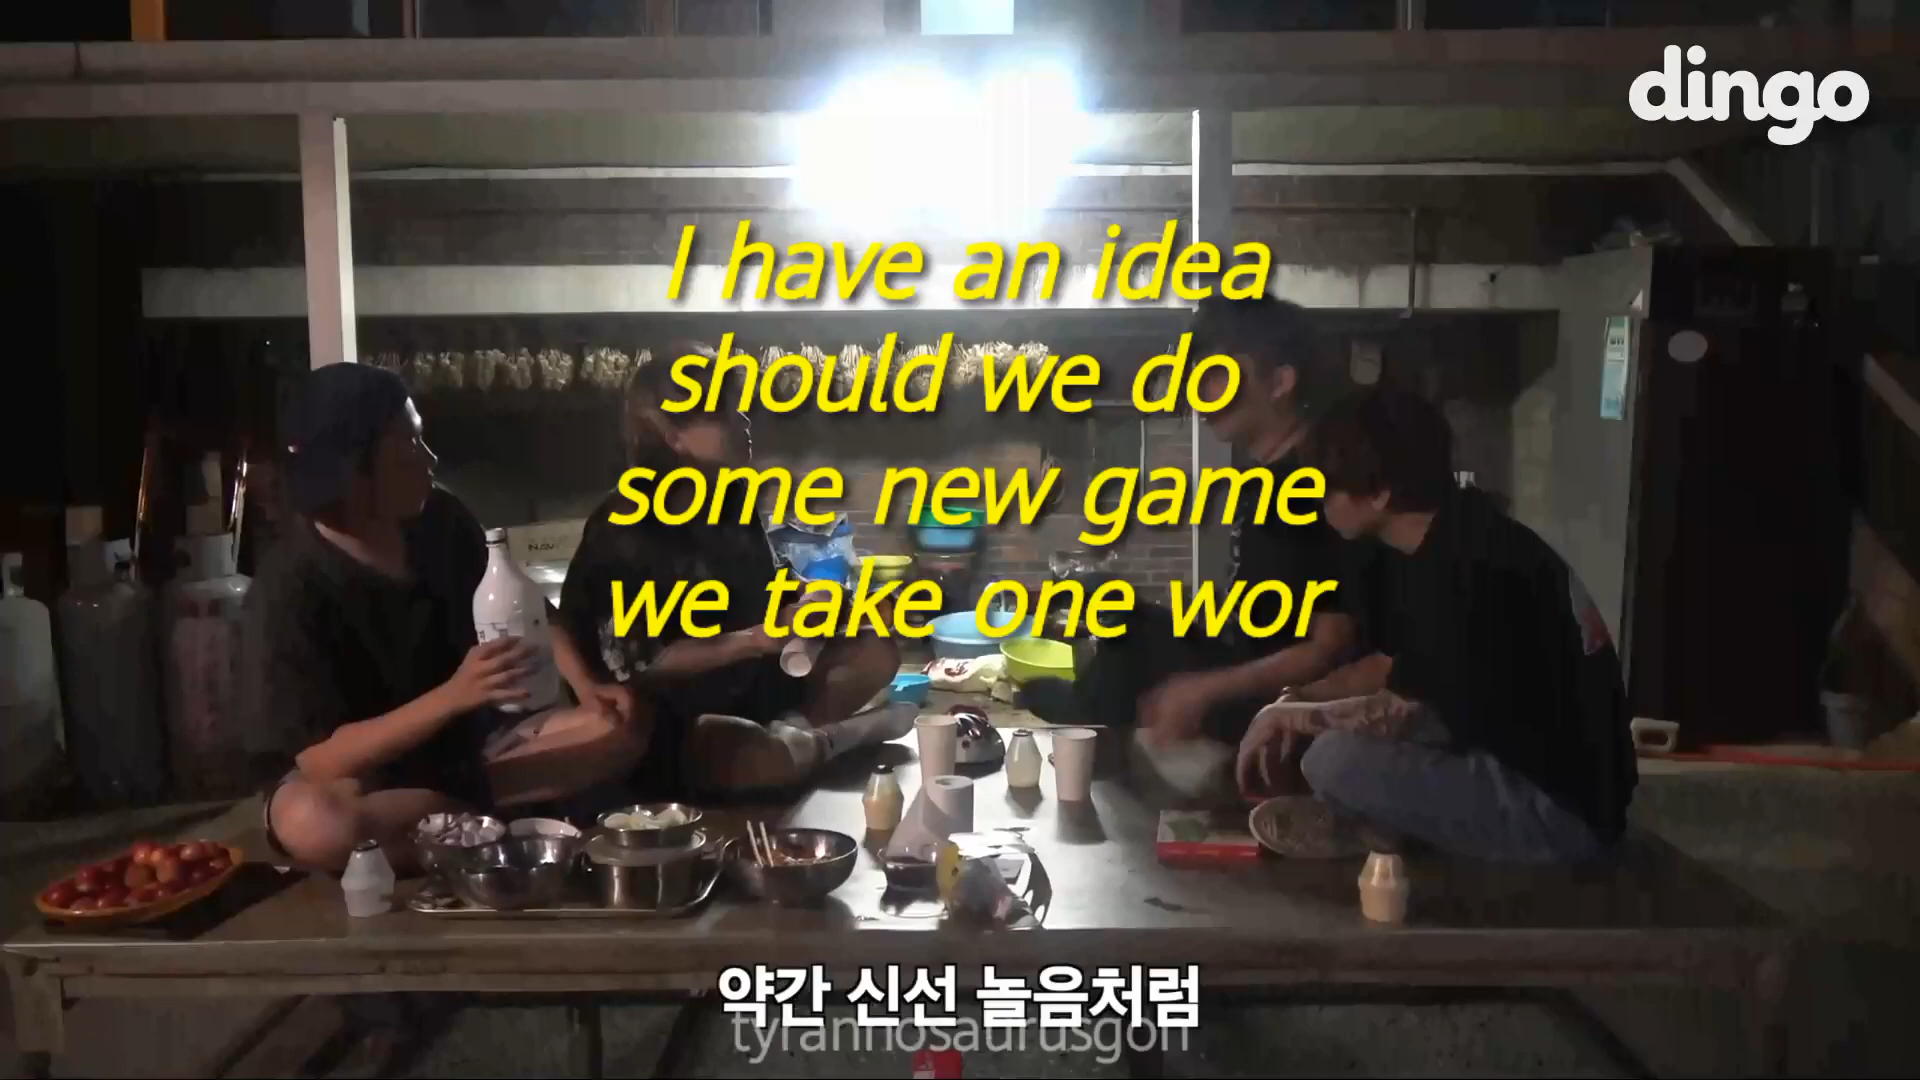 dingo
I have an idea
should we do
some new game
we take one wor
약간 신선 놀음처럼
tyrannosaurusgon